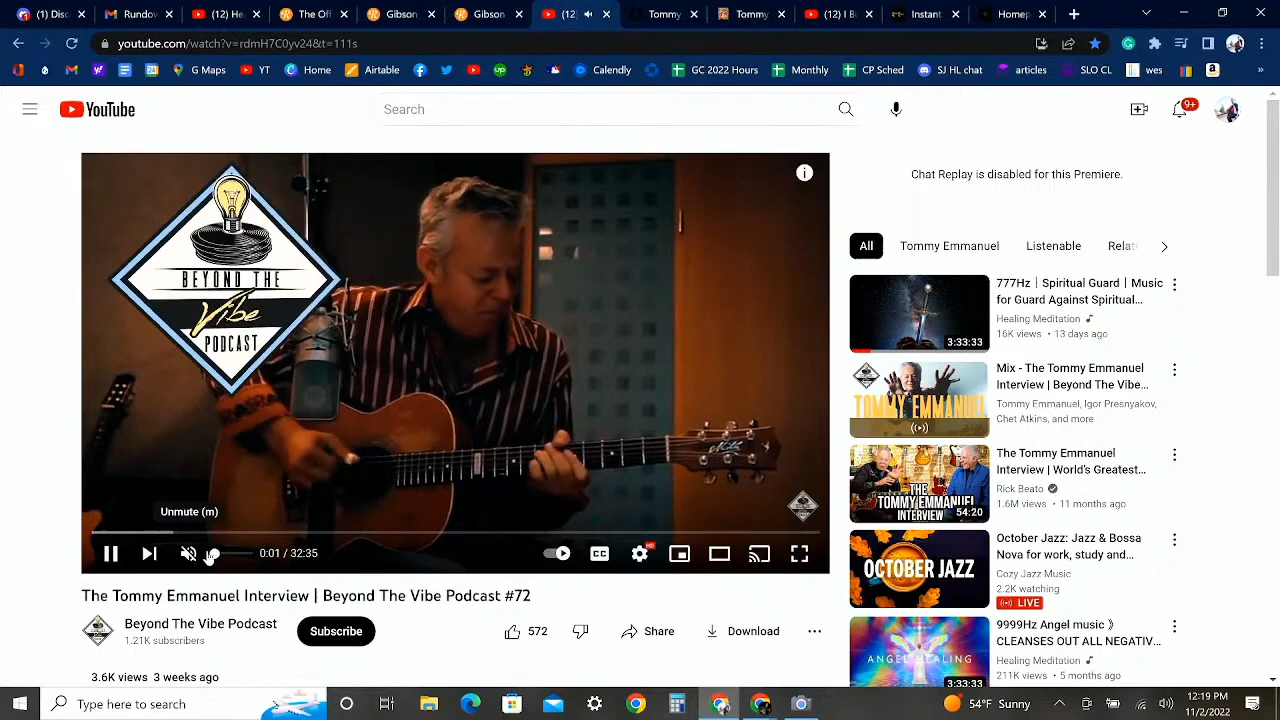 (1) Disc
Rundov
(12) He
The Off
Gibson
Gibson
(12)
Tommy
Tommy
(12) I B
Instant
Homep
youtube.com/watch?v=rdmH7C0yv24&t=111s
G Maps
YT
Home
Airtable
Calendly
GC 2022 Hours
Monthly
CP Sched
SJ HL chat
articles
SLO CL
wes
»
YouTube
Search
9+
BEYOND THE
Vibe
PODCAST
Unmute (m)
0:01 / 32:35
CC
HD
The Tommy Emmanuel Interview | Beyond The Vibe Podcast #72
Beyond The Vibe Podcast
1.21K subscribers
Subscribe
572
Share
Download
3.6K views 3 weeks ago
Chat Replay is disabled for this Premiere.
All
Tommy Emmanuel
Listenable
Relat
777Hz | Spiritual Guard | Music
for Guard Against Spiritual...
Healing Meditation
16K views • 13 days ago
3:33:33
Mix - The Tommy Emmanuel
Interview | Beyond The Vibe...
Tommy Emmanuel, Igor Presnyakov,
Chet Atkins, and more
TOMMY EMMANUEL
The Tommy Emmanuel
Interview | World's Greatest...
Rick Beato
1.6M views • 11 months ago
THE
TOMMY EMMANUEL
INTERVIEW
54:20
October Jazz: Jazz & Bossa
Nova for work, study and...
Cozy Jazz Music
2.2K watching
LIVE
OCTOBER JAZZ
9999Hz Angel music 》
CLEANSES OUT ALL NEGATIV...
Healing Meditation
211K views • 5 months ago
ANGEL HEALING
3:33:33
Type here to search
54°F Sunny
12:19 PM
11/2/2022